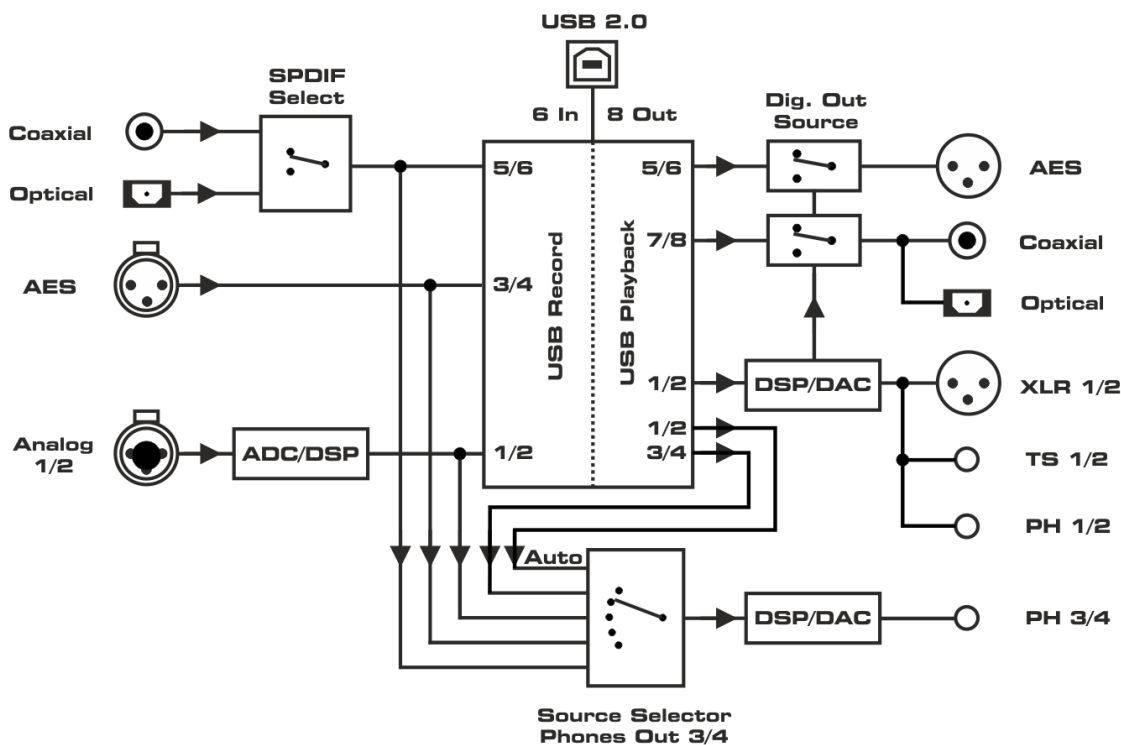 USB 2.0
6 In
8 Out
SPDIF
Select
Coaxial
Optical
AES
Analog
1/2
ADC/DSP
5/6
3/4
1/2
USB Record
USB Playback
5/6
7/8
1/2
1/2
3/4
Dig. Out
Source
DSP/DAC
AES
Coaxial
Optical
XLR 1/2
TS 1/2
PH 1/2
Auto
DSP/DAC
PH 3/4
Source Selector
Phones Out 3/4